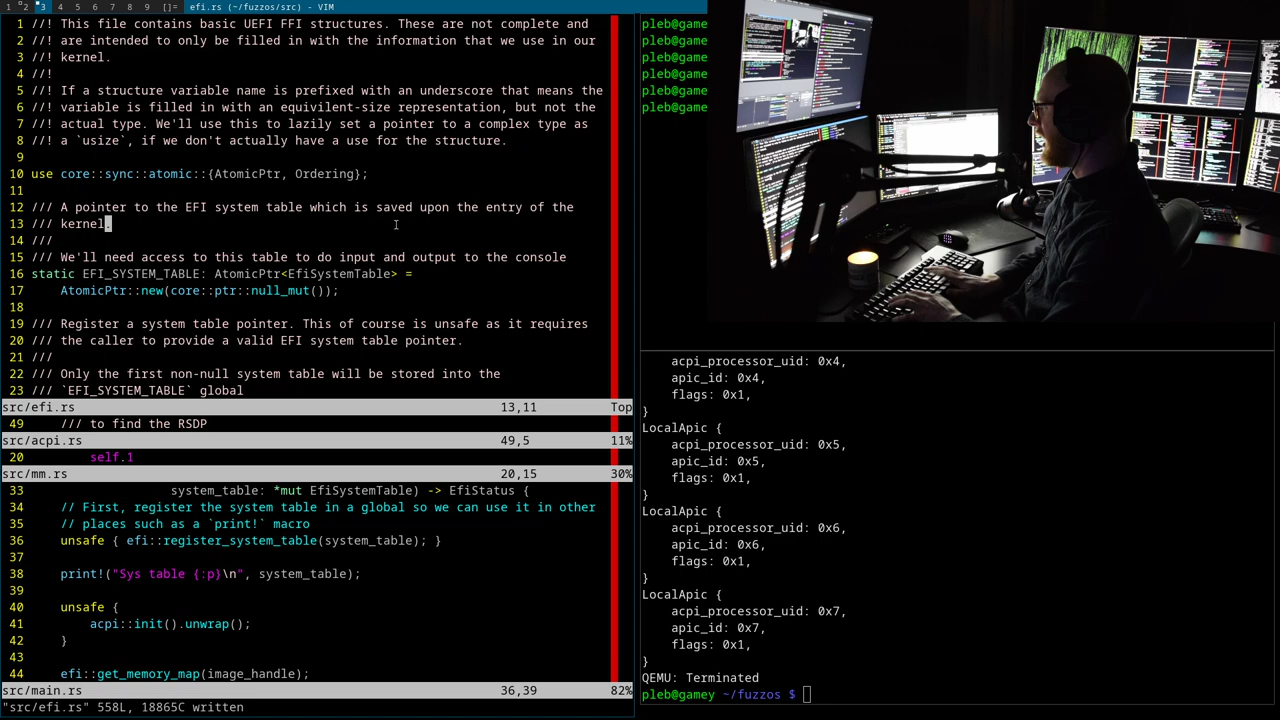 1 2 3 4 5 6 7 8 9 []= efi.rs (~/fuzzos/src) - VIM
1 //! This file contains basic UEFI FFI structures. These are not complete and
2 //! are intended to only be filled in with the information that we use in our
3 //! kernel.
4 //!
5 //! If a structure variable name is prefixed with an underscore that means the
6 //! variable is filled in with an equivilent-size representation, but not the
7 //! actual type. We'll use this to lazily set a pointer to a complex type as
8 //! a `usize`, if we don't actually have a use for the structure.
9
10 use core::sync::atomic::{AtomicPtr, Ordering};
11
12 /// A pointer to the EFI system table which is saved upon the entry of the
13 /// kernel.
14 ///
15 /// We'll need access to this table to do input and output to the console
16 static EFI_SYSTEM_TABLE: AtomicPtr<EfiSystemTable> =
17 AtomicPtr::new(core::ptr::null_mut());
18
19 /// Register a system table pointer. This of course is unsafe as it requires
20 /// the caller to provide a valid EFI system table pointer.
21 ///
22 /// Only the first non-null system table will be stored into the
23 /// `EFI_SYSTEM_TABLE` global
src/efi.rs 13,11 Top
49 /// to find the RSDP
src/acpi.rs 49,5 11%
20 self.1
src/mm.rs 20,15 30%
33 system_table: *mut EfiSystemTable) -> EfiStatus {
34 // First, register the system table in a global so we can use it in other
35 // places such as a `print!` macro
36 unsafe { efi::register_system_table(system_table); }
37
38 print!("Sys table {:p}\n", system_table);
39
40 unsafe {
41 acpi::init().unwrap();
42 }
43
44 efi::get_memory_map(image_handle);
src/main.rs 36,39 82%
"src/efi.rs" 558L, 18865C written
pleb@game
pleb@game
pleb@game
pleb@game
pleb@game
pleb@game
acpi_processor_uid: 0x4,
apic_id: 0x4,
flags: 0x1,
}
LocalApic {
acpi_processor_uid: 0x5,
apic_id: 0x5,
flags: 0x1,
}
LocalApic {
acpi_processor_uid: 0x6,
apic_id: 0x6,
flags: 0x1,
}
LocalApic {
acpi_processor_uid: 0x7,
apic_id: 0x7,
flags: 0x1,
}
QEMU: Terminated
pleb@gamey ~/fuzzos $